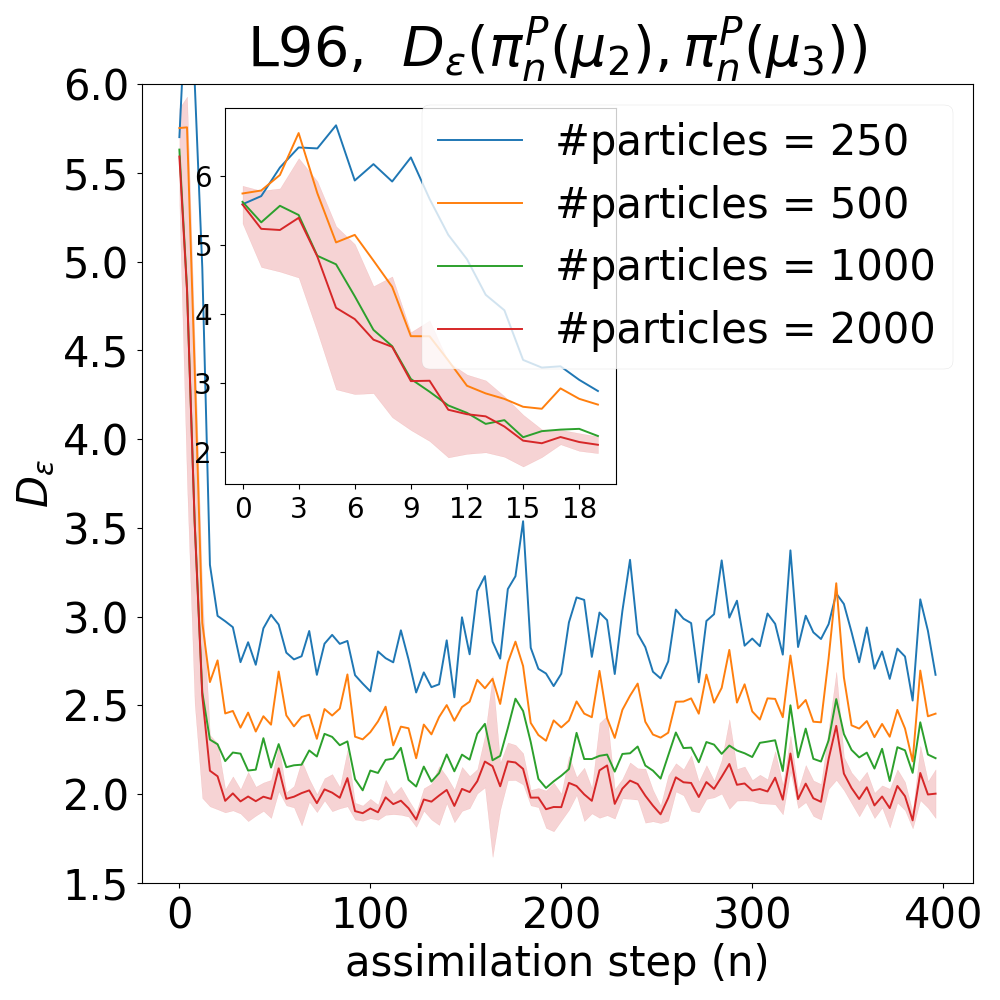 L96, D_ε(π_n^P(μ_2), π_n^P(μ_3))
#particles = 250
#particles = 500
#particles = 1000
#particles = 2000
6.0
5.5
5.0
4.5
4.0
3.5
3.0
2.5
2.0
1.5
D_ε
6
5
4
3
2
0 3 6 9 12 15 18
0 100 200 300 400
assimilation step (n)